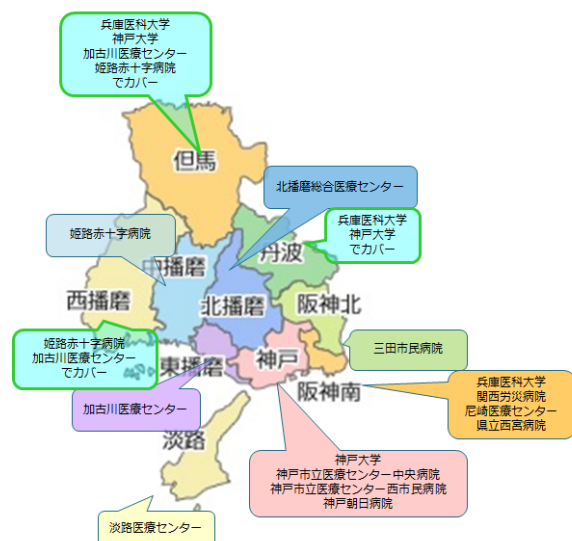 兵庫医科大学
神戸大学
加古川医療センター
姫路赤十字病院
でカバー
但馬
北播磨総合医療センター
姫路赤十字病院
兵庫医科大学
神戸大学
でカバー
丹波
中播磨
西播磨
北播磨
阪神北
姫路赤十字病院
加古川医療センター
でカバー
東播磨
神戸
三田市民病院
阪神南
兵庫医科大学
関西労災病院
尼崎医療センター
県立西宮病院
加古川医療センター
淡路
神戸大学
神戸市立医療センター中央病院
神戸市立医療センター西市民病院
神戸朝日病院
淡路医療センター